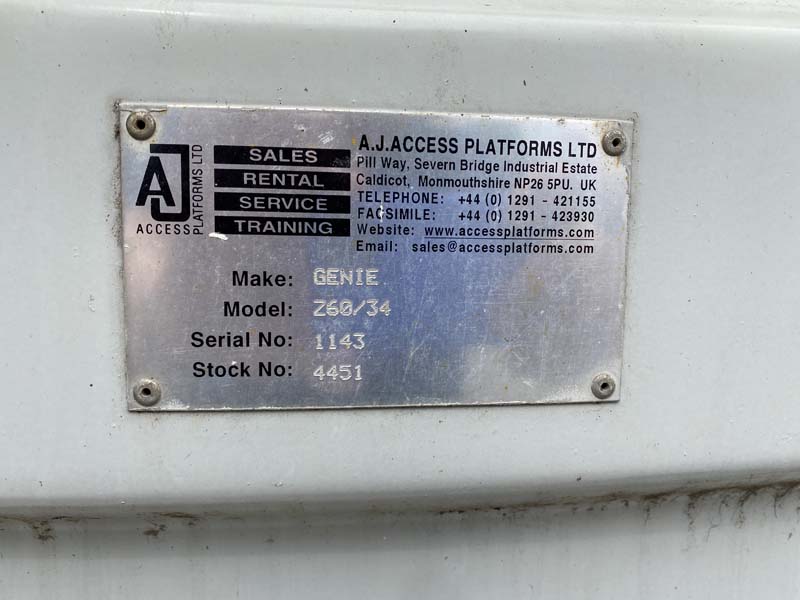 AJ
ACCESS
PLATFORMS LTD
SALES
RENTAL
SERVICE
TRAINING
A.J.ACCESS PLATFORMS LTD
Pill Way, Severn Bridge Industrial Estate
Caldicot, Monmouthshire NP26 5PU. UK
TELEPHONE: +44 (0) 1291 - 421155
FACSIMILE: +44 (0) 1291 - 423930
Website: www.accessplatforms.com
Email: sales@accessplatforms.com
Make: GENIE
Model: Z60/34
Serial No: 1143
Stock No: 4451